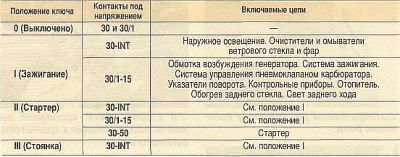 Положение ключа
Контакты под
напряжением
Включаемые цепи
0 (Выключено)
30 и 30/1
-
I (Зажигание)
30-INT
Наружное освещение. Очистители и омыватели
ветрового стекла и фар
30/1-15
Обмотка возбуждения генератора. Система зажигания.
Система управления пневмоклапаном карбюратора.
Указатели поворота. Контрольные приборы. Отопитель.
Обогрев заднего стекла. Свет заднего хода
II (Стартер)
30-INT
См. положение I
30/1-15
См. положение I
30-50
Стартер
III (Стоянка)
30-INT
См. положение I